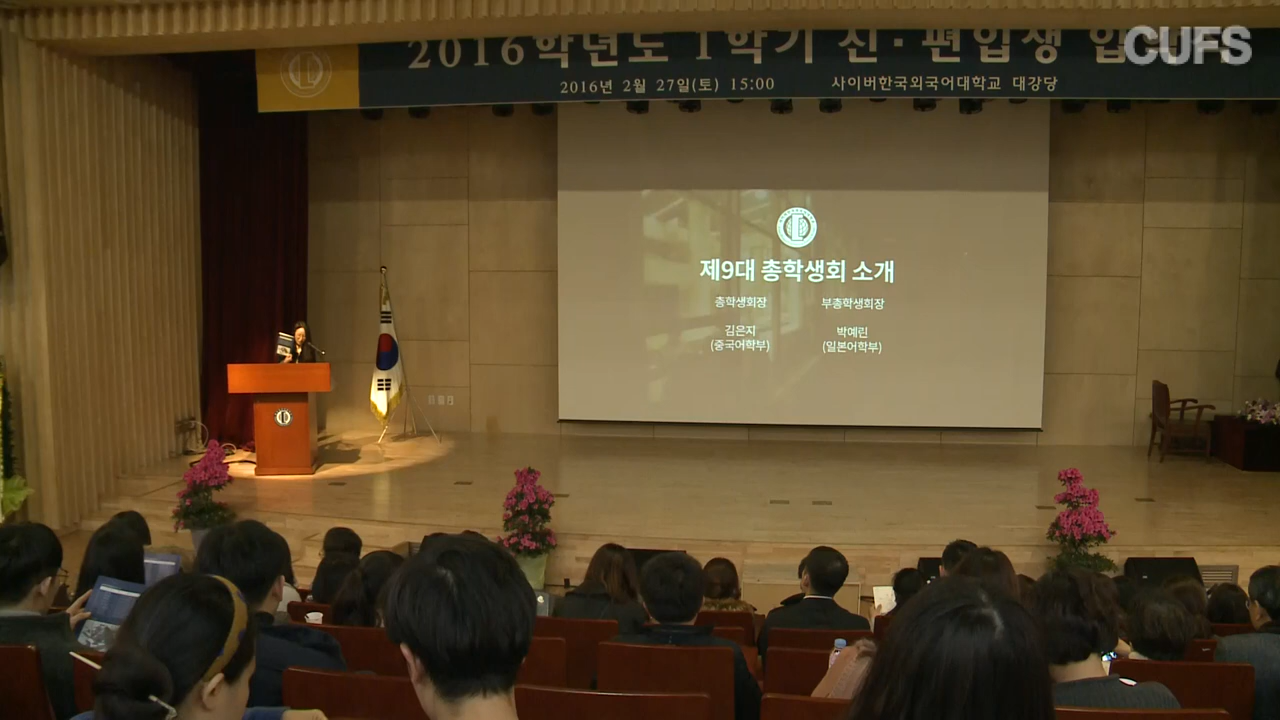 2016학년도 1학기 신·편입생 입
CUFS
2016년 2월 27일(토) 15:00 사이버한국외국어대학교 대강당
제9대 총학생회 소개
총학생회장 부총학생회장
김은지 박예린
(중국어학부) (일본어학부)